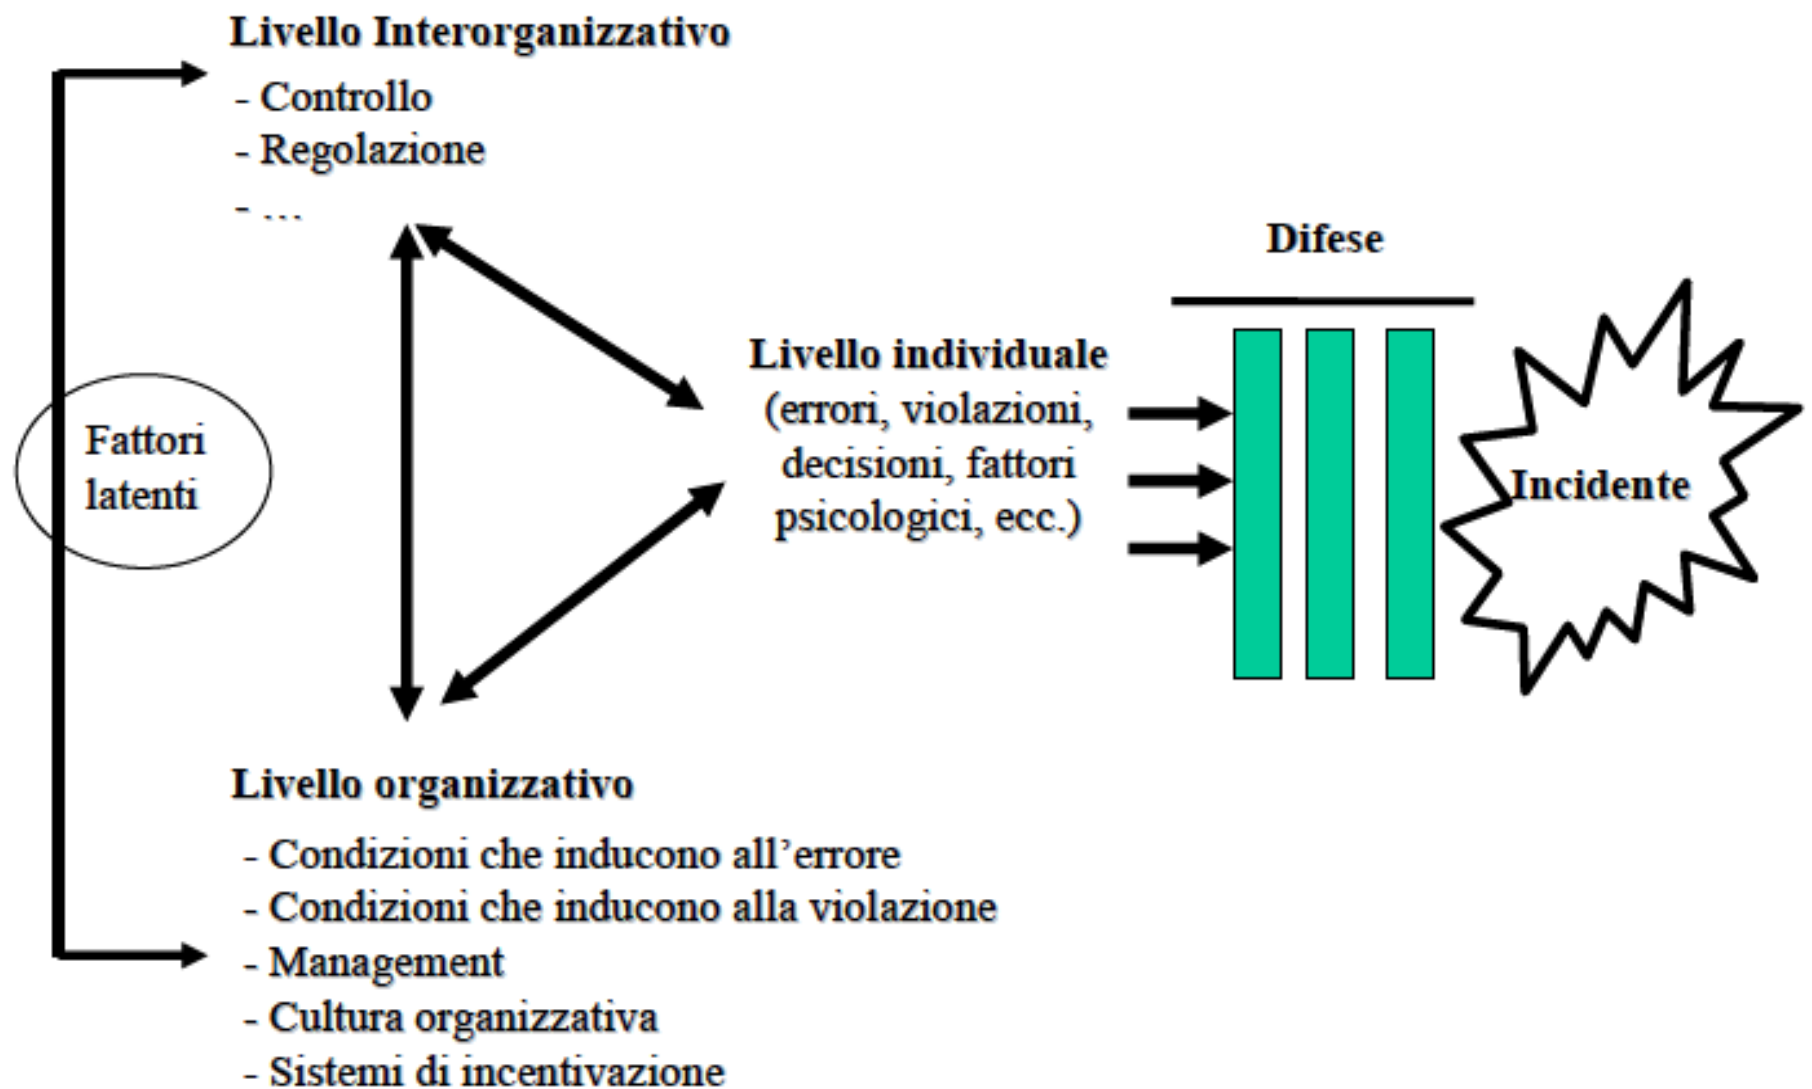 Livello Interorganizzativo
- Controllo
- Regolazione
- …
Fattori
latenti
Livello individuale
(errori, violazioni,
decisioni, fattori
psicologici, ecc.)
Difese
Incidente
Livello organizzativo
- Condizioni che inducono all’errore
- Condizioni che inducono alla violazione
- Management
- Cultura organizzativa
- Sistemi di incentivazione